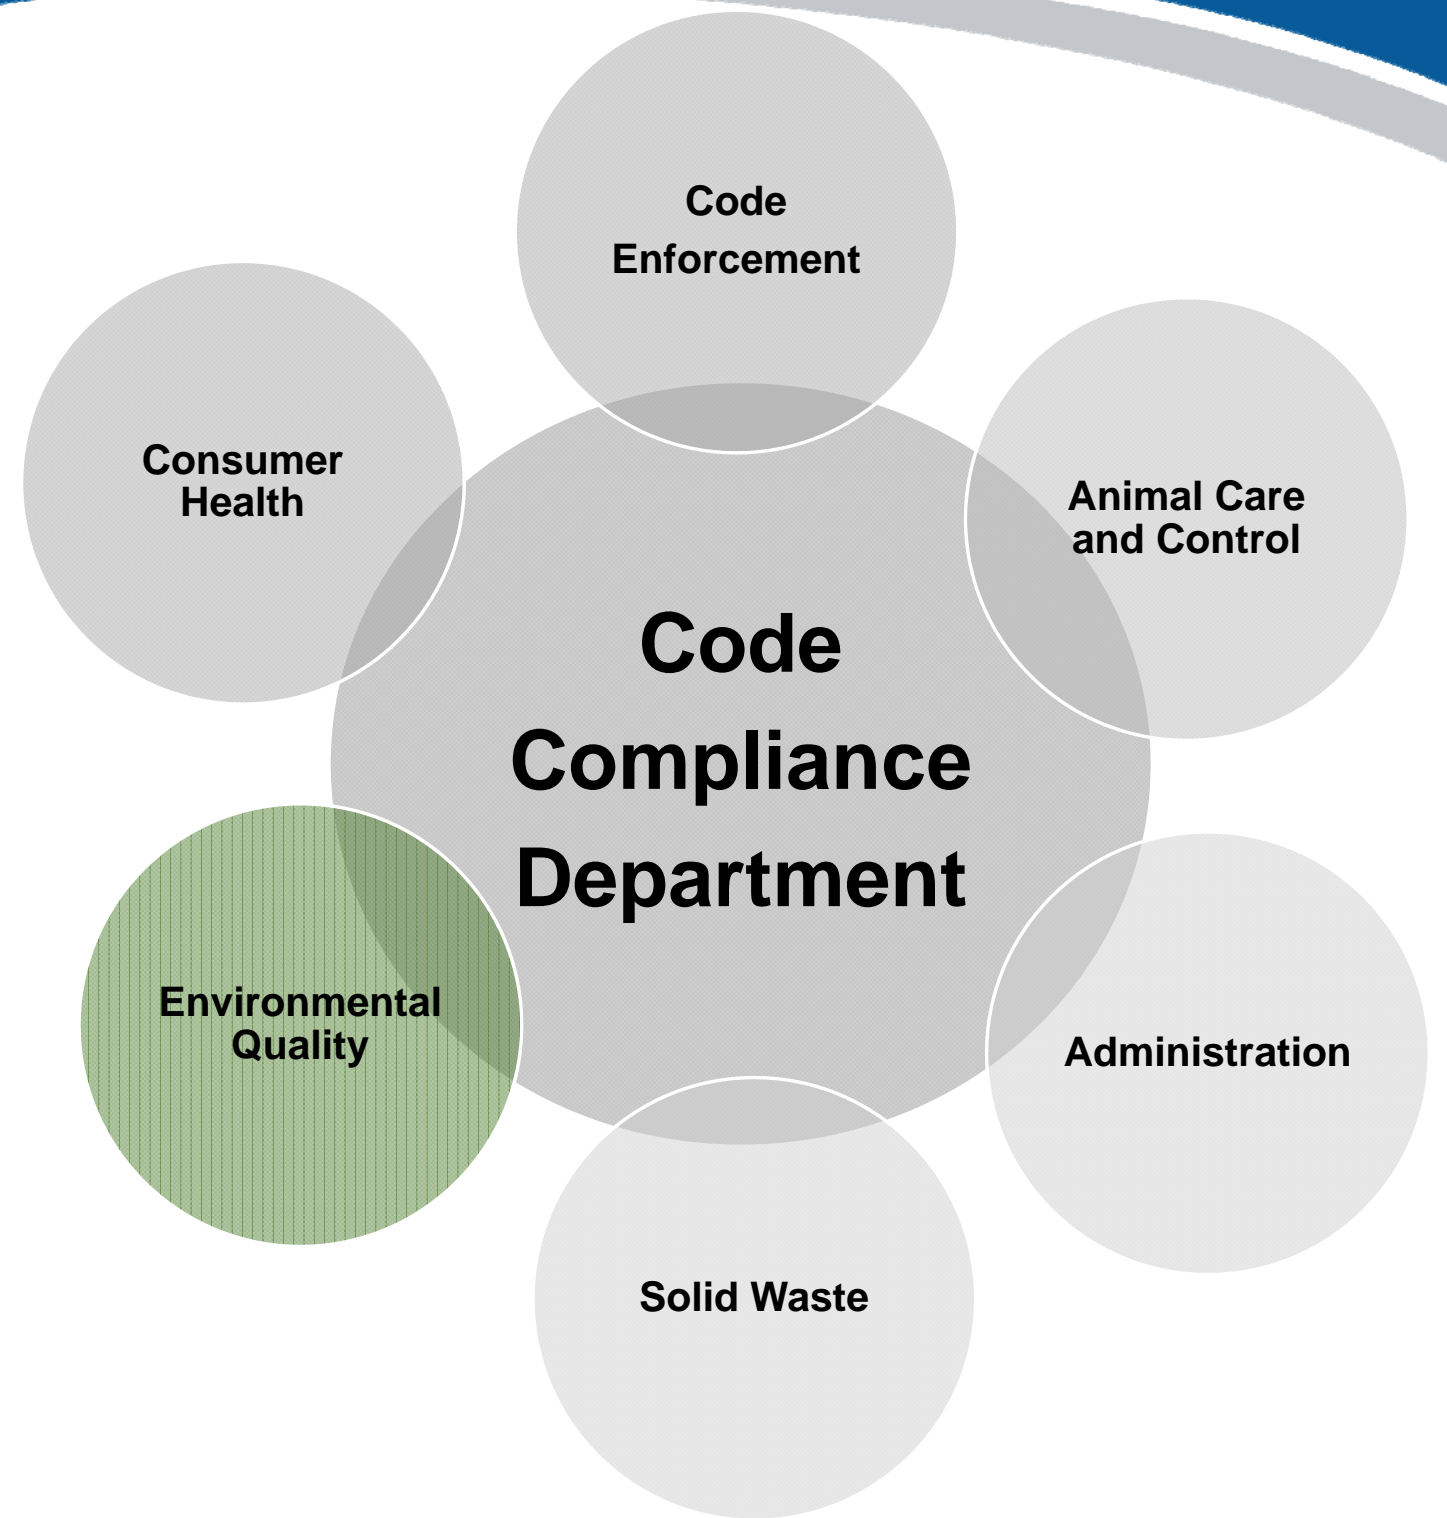 Code
Enforcement
Consumer
Health
Animal Care
and Control
Code
Compliance
Department
Environmental
Quality
Administration
Solid Waste